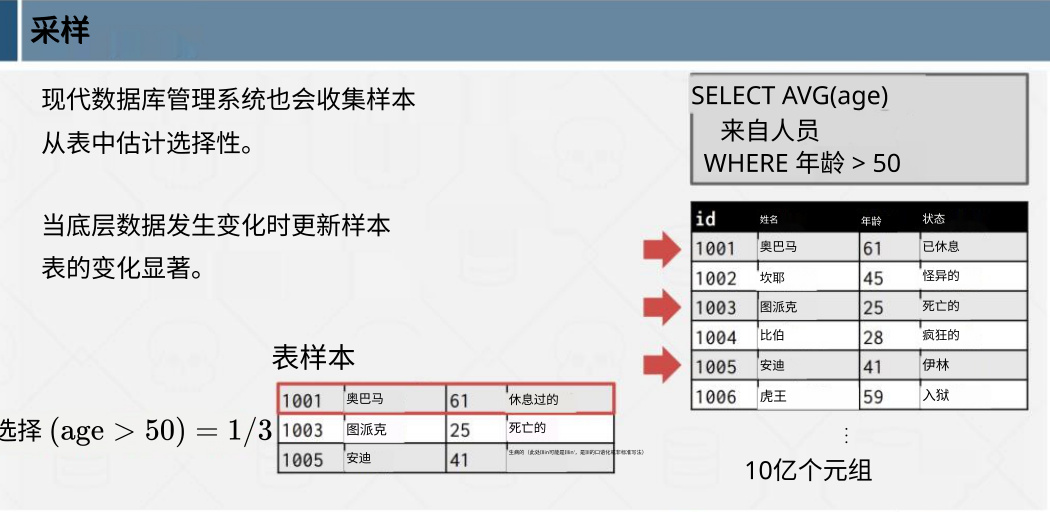 采样
现代数据库管理系统也会收集样本
从表中估计选择性。
当底层数据发生变化时更新样本
表的变化显著。
SELECT AVG(age)
来自人员
WHERE 年龄 > 50
id 姓名 年龄 状态
1001 奥巴马 61 已休息
1002 坎耶 45 怪异的
1003 图派克 25 死亡的
1004 比伯 28 疯狂的
1005 安迪 41 伊林
1006 虎王 59 入狱
⋮
10亿个元组
表样本
1001 奥巴马 61 休息过的
1003 图派克 25 死亡的
1005 安迪 41
选择 (age > 50) = 1/3